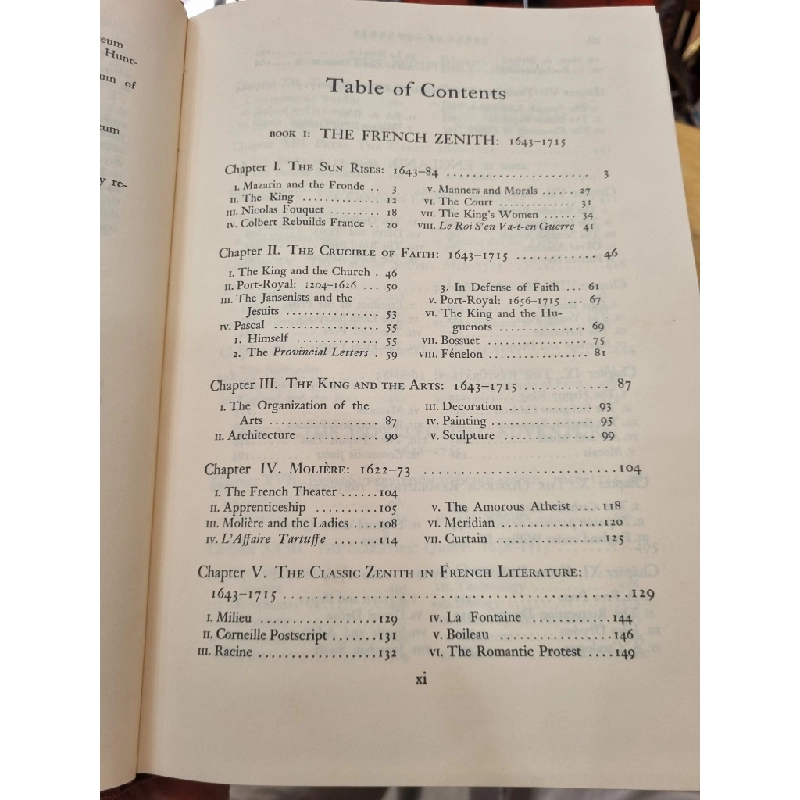 eum
Hunt-
um of
um
y re-
Table of Contents
BOOK I: THE FRENCH ZENITH: 1643-1715
Chapter I. THE SUN RISES: 1643-84 ...................... 3
I. Mazarin and the Fronde .. 3
II. The King ............. 12
III. Nicolas Fouquet ........ 18
IV. Colbert Rebuilds France . 20
V. Manners and Morals ...... 27
VI. The Court ............. 31
VII. The King's Women ...... 34
VIII. Le Roi S'en Va-t-en Guerre 41
Chapter II. THE CRUCIBLE OF FAITH: 1643-1715 ............ 46
I. The King and the Church . 46
II. Port-Royal: 1204-1626 ... 50
III. The Jansenists and the
Jesuits ................ 53
IV. Pascal .................. 55
1. Himself .............. 55
2. The Provincial Letters . 59
3. In Defense of Faith ... 61
V. Port-Royal: 1656-1715 ... 67
VI. The King and the Hu-
guenots ............... 69
VII. Bossuet ............... 75
VIII. Fénelon ............... 81
Chapter III. THE KING AND THE ARTS: 1643-1715 ............ 87
I. The Organization of the
Arts .................. 87
II. Architecture ............ 90
III. Decoration ............. 93
IV. Painting ................ 95
V. Sculpture .............. 99
Chapter IV. MOLIÈRE: 1622-73 .........................104
I. The French Theater ......104
II. Apprenticeship ..........105
III. Molière and the Ladies ....108
IV. L'Affaire Tartuffe .......114
V. The Amorous Atheist ....118
VI. Meridian ...............120
VII. Curtain ................125
Chapter V. THE CLASSIC ZENITH IN FRENCH LITERATURE:
1643-1715 ...........................................129
I. Milieu ..................129
II. Corneille Postscript .......131
III. Racine ..................132
IV. La Fontaine ............144
V. Boileau .................146
VI. The Romantic Protest ....149
xi